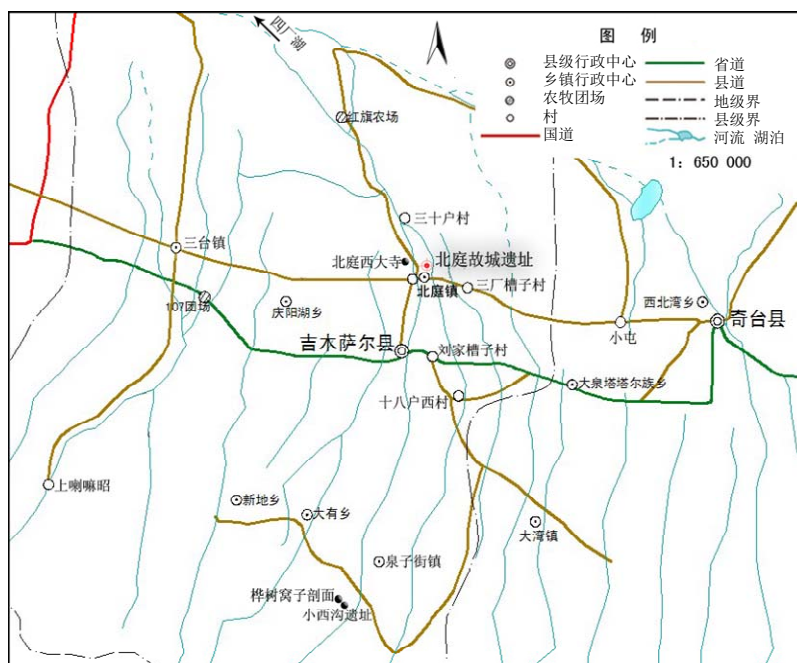 四厂湖
图 例
县级行政中心
乡镇行政中心
农牧团场
村
国道
省道
县道
地级界
县级界
河流 湖泊
1: 650 000
红旗农场
三十户村
三台镇
北庭西大寺
北庭故城遗址
北庭镇
三厂槽子村
107团场
庆阳湖乡
西北湾乡
奇台县
小屯
吉木萨尔县
刘家槽子村
大泉塔塔尔族乡
十八户西村
上喇嘛昭
新地乡
大有乡
大湾镇
泉子街镇
桦树窝子剖面
小西沟遗址